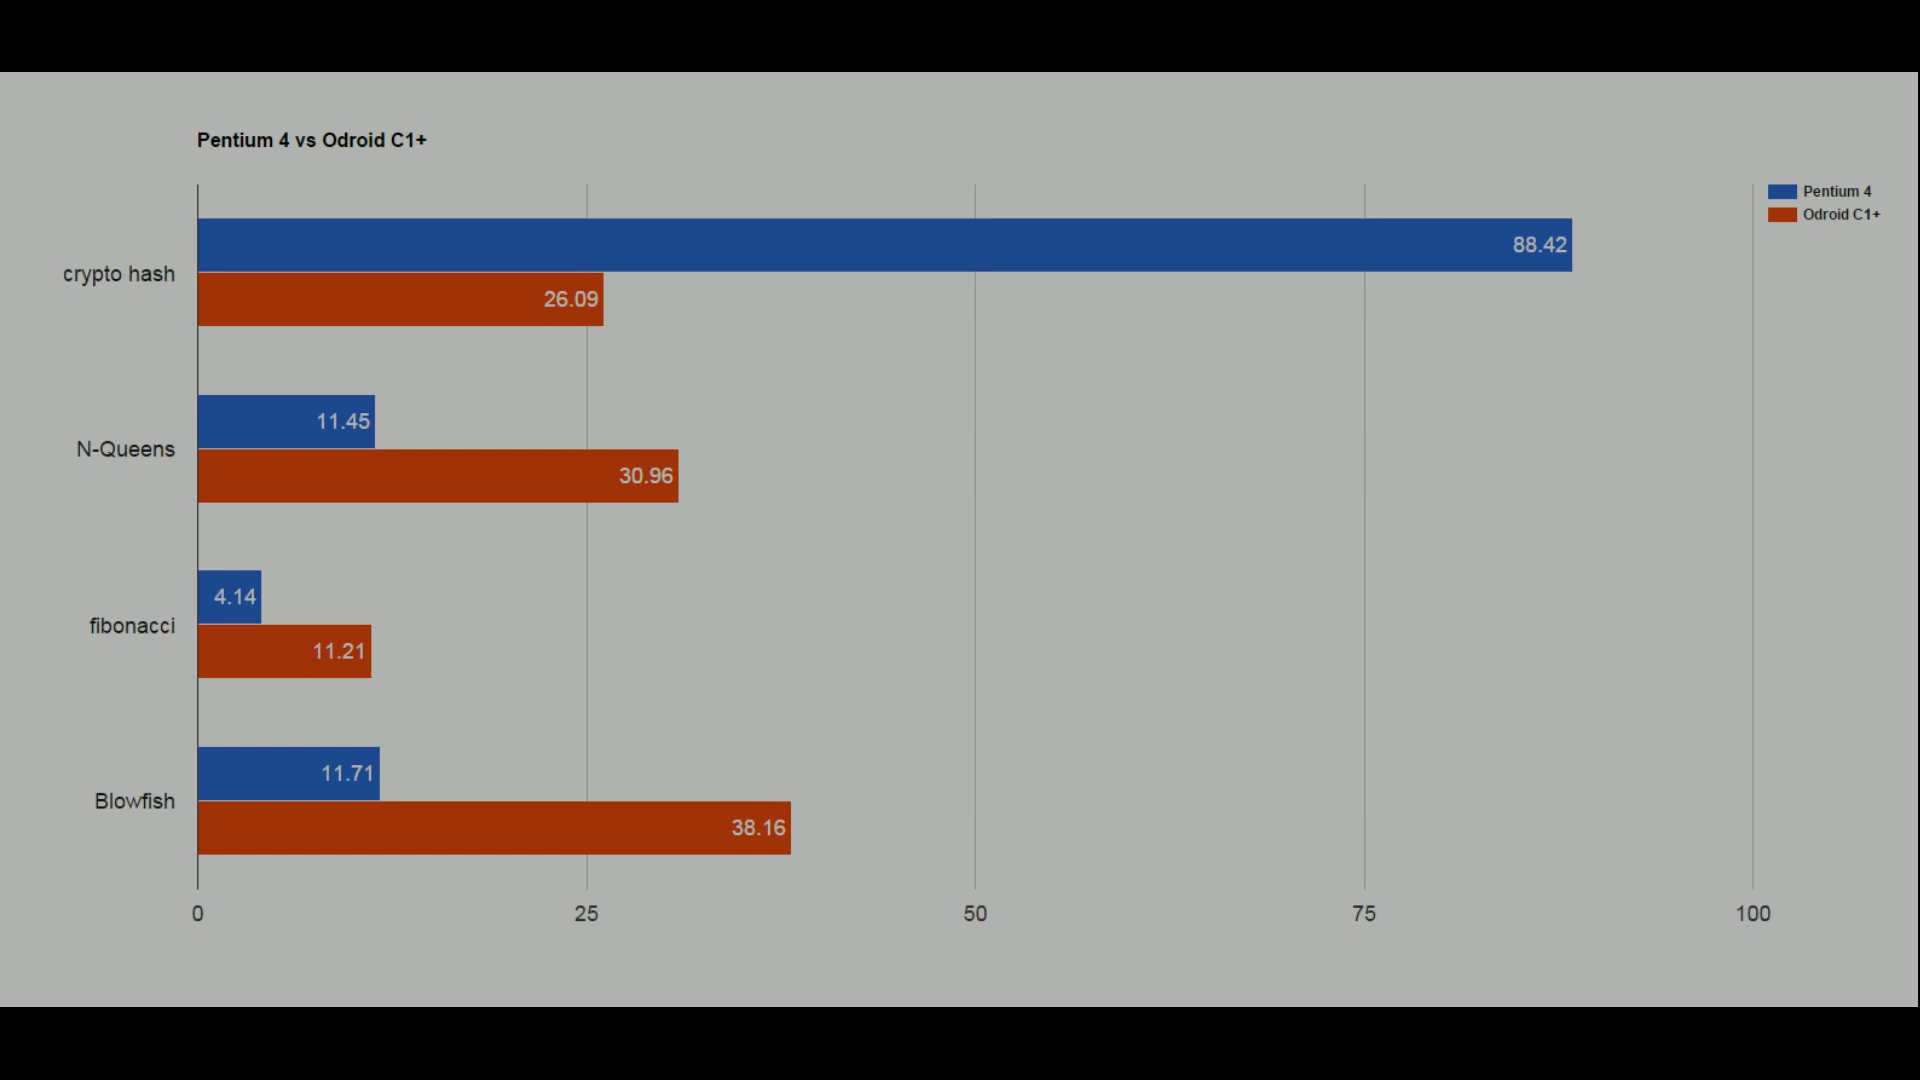 Pentium 4 vs Odroid C1+
Pentium 4
Odroid C1+
crypto hash
88.42
26.09
N-Queens
11.45
30.96
fibonacci
4.14
11.21
Blowfish
11.71
38.16
0 25 50 75 100